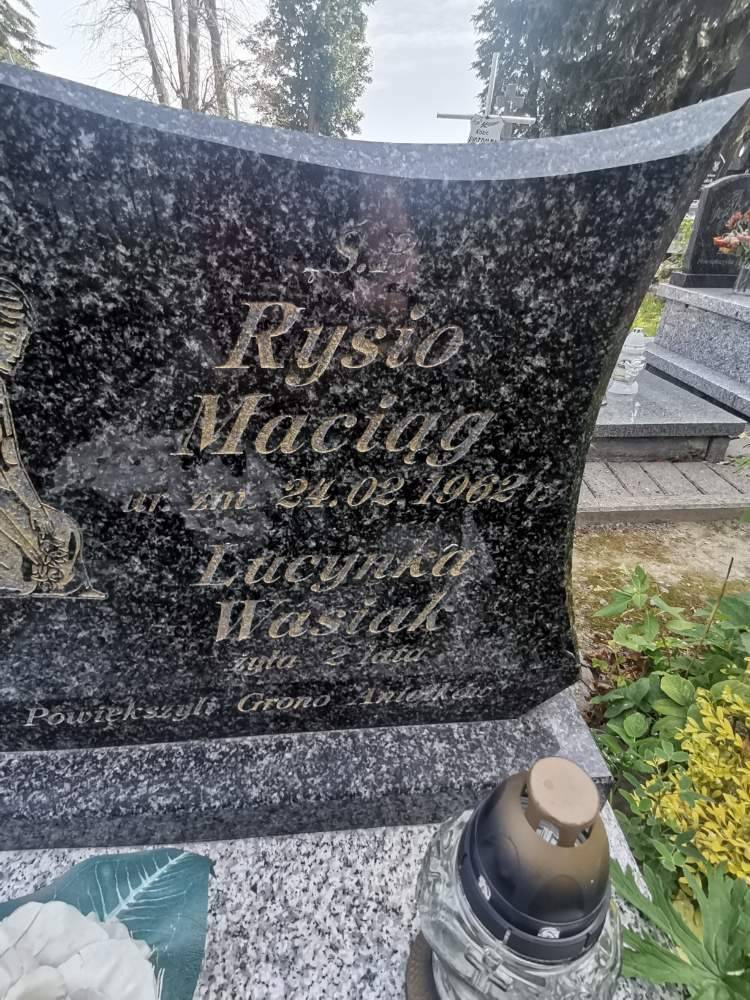 Ś.P.
Rysio
Maciąg
ur. zm. 24.02.1962 r.
Lucynka
Wasiak
żyła 2 lata
Powiększyli Grono Aniołków